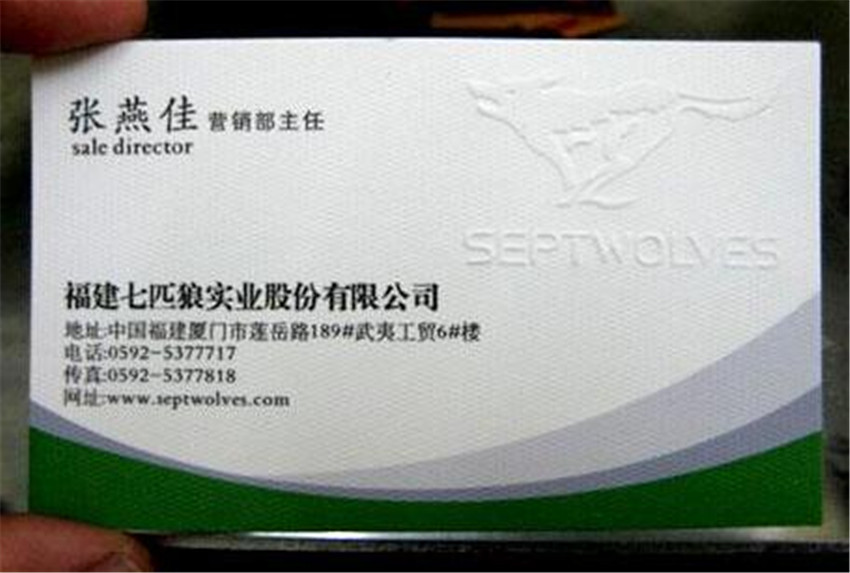 张燕佳 营销部主任
sale director
SEPTWOLVES
福建七匹狼实业股份有限公司
地址:中国福建厦门市莲岳路189#武夷工贸6#楼
电话:0592-5377717
传真:0592-5377818
网址:www.septwolves.com